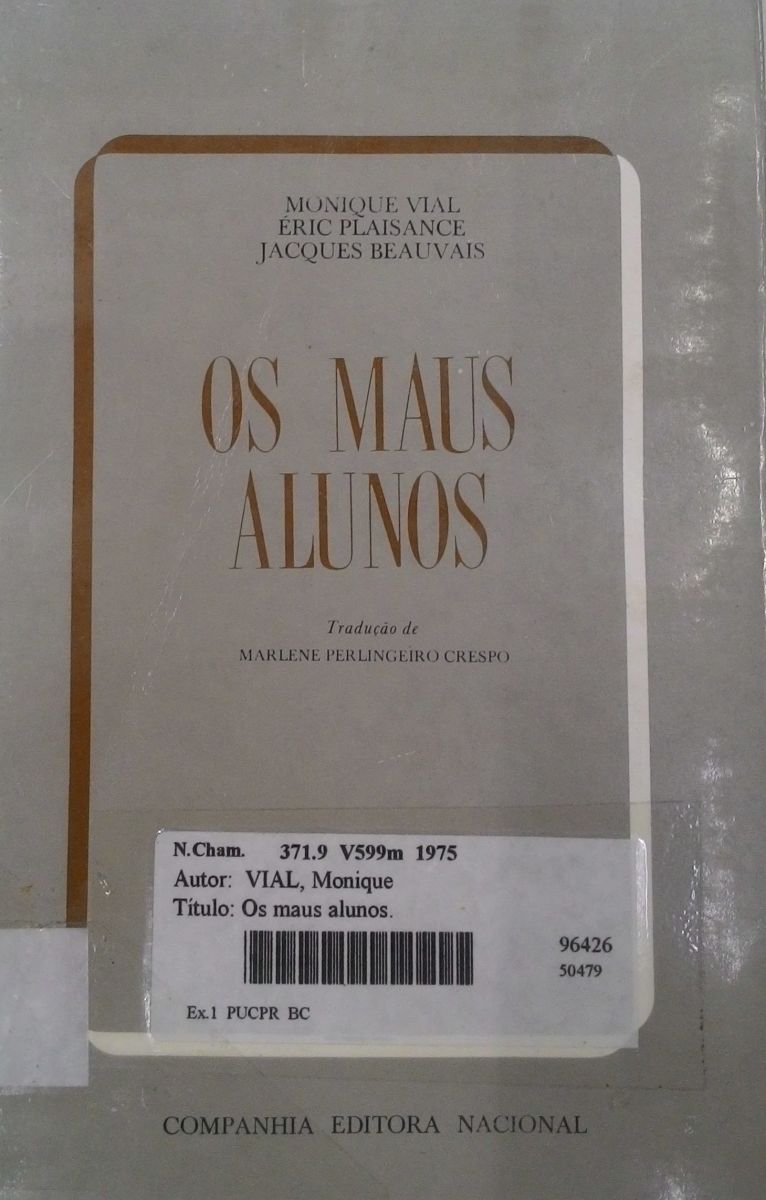 MONIQUE VIAL
ÉRIC PLAISANCE
JACQUES BEAUVAIS
OS MAUS
ALUNOS
Tradução de
MARLENE PERLINGEIRO CRESPO
N.Cham. 371.9 V599m 1975
Autor: VIAL, Monique
Título: Os maus alunos.
96426
50479
Ex.1 PUCPR BC
COMPANHIA EDITORA NACIONAL